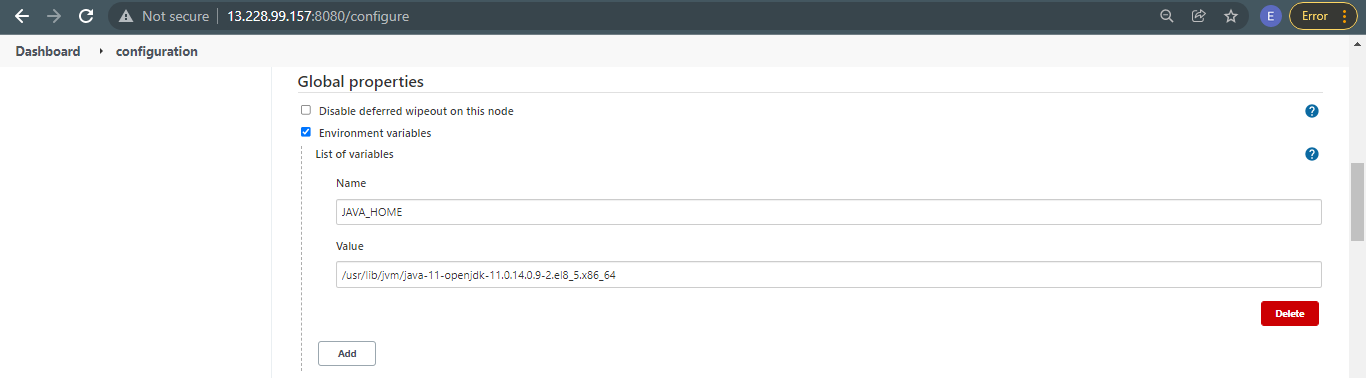 Not secure 13.228.99.157:8080/configure E Error
Dashboard configuration
Global properties
Disable deferred wipeout on this node ?
Environment variables
List of variables ?
Name
JAVA_HOME
Value
/usr/lib/jvm/java-11-openjdk-11.0.14.0.9-2.el8_5.x86_64
Delete
Add